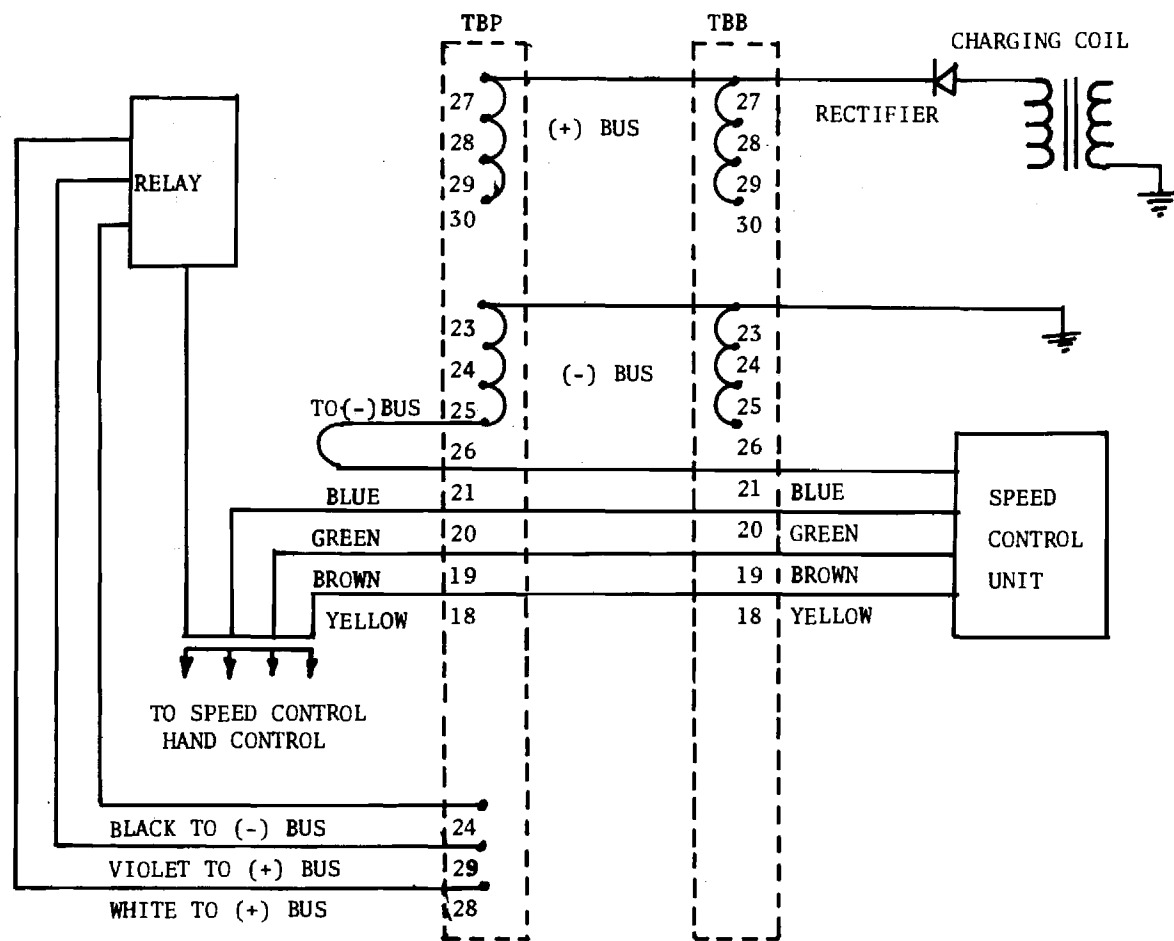 TBP
TBB
CHARGING COIL
27
28
29
30
(+) BUS
27
28
29
30
RECTIFIER
RELAY
23
24
25
26
(-) BUS
23
24
25
26
TO(-)BUS
BLUE
21
21
BLUE
GREEN
20
20
GREEN
BROWN
19
19
BROWN
YELLOW
18
18
YELLOW
SPEED
CONTROL
UNIT
TO SPEED CONTROL
HAND CONTROL
BLACK TO (-) BUS
24
VIOLET TO (+) BUS
29
WHITE TO (+) BUS
28